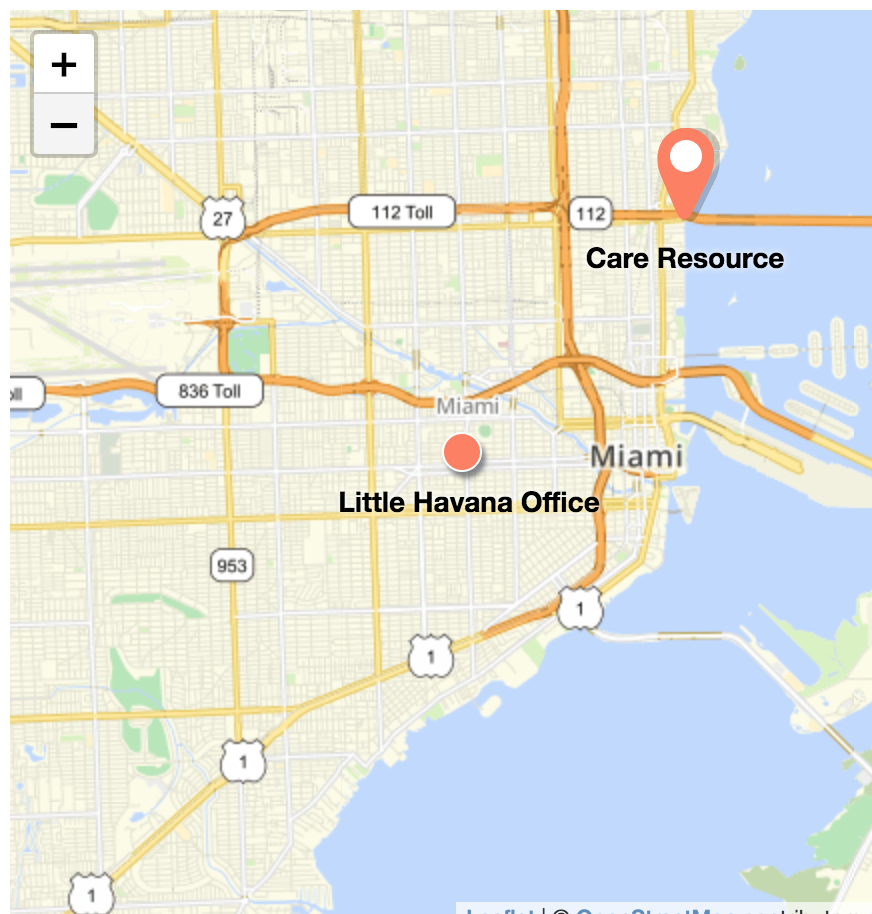 +
−
27
112 Toll
112
Care Resource
836 Toll
Miami
Miami
Little Havana Office
953
1
1
1
1